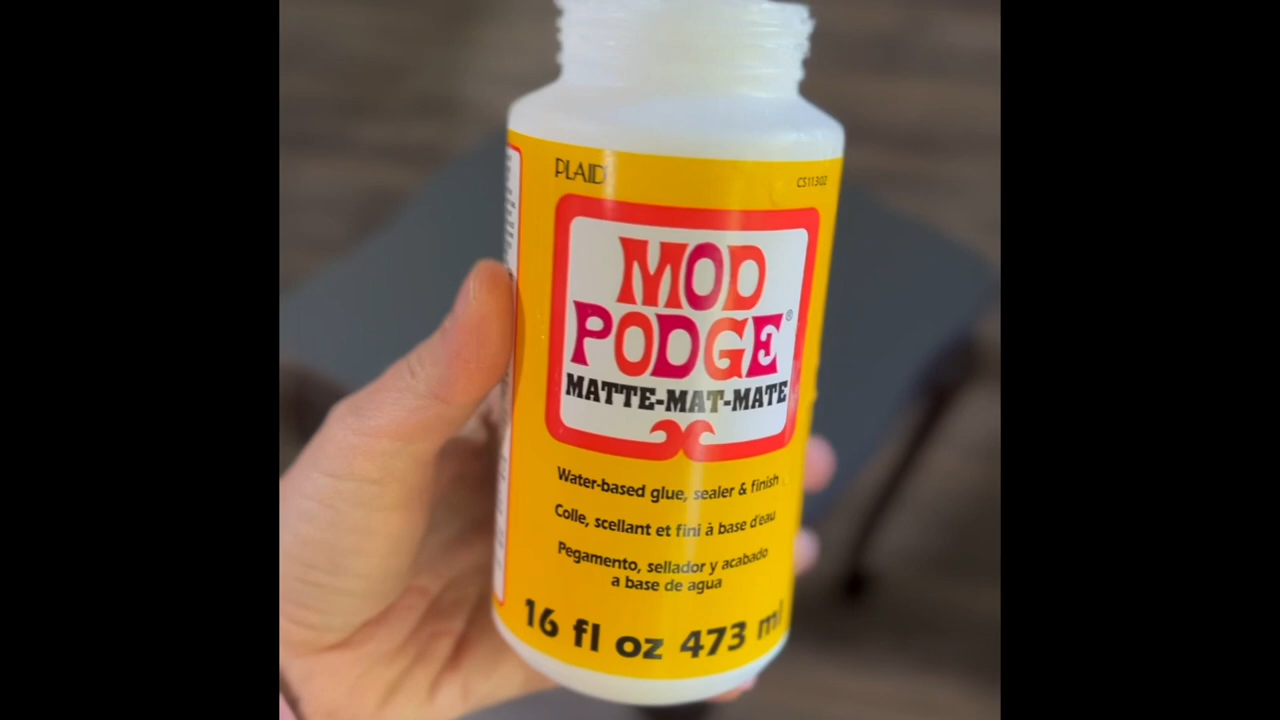 PLAID
CS11302
MOD
PODGE®
MATTE-MAT-MATE
Water-based glue, sealer & finish
Colle, scellant et fini à base d'eau
Pegamento, sellador y acabado
a base de agua
16 fl oz 473 ml